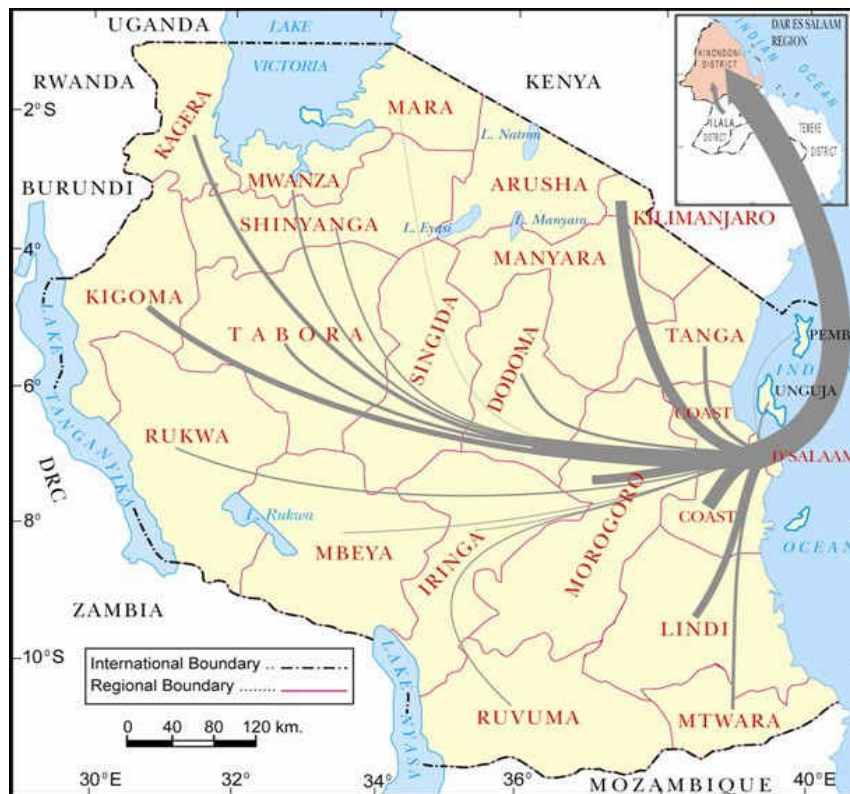 UGANDA
LAKE
VICTORIA
DAR ES SALAAM
REGION
INDIAN
OCEAN
KINONDONI
DISTRICT
ILALA
DISTRICT
TEMEKE
DISTRICT
RWANDA
KENYA
2°S
KAGERA
MARA
L. Natron
BURUNDI
MWANZA
ARUSHA
SHINYANGA
L. Eyasi
L. Manyara
KILIMANJARO
4°
MANYARA
KIGOMA
TABORA
SINGIDA
DODOMA
TANGA
PEMB
IND
UNGUJA
6°
COAST
LAKE TANGANYIKA
RUKWA
D'SALAAM
DRC
L. Rukwa
MOROGORO
COAST
8°
MBEYA
IRINGA
OCEAN
ZAMBIA
LINDI
10°S
International Boundary ..
Regional Boundary ........
LAKE NYASA
0 40 80 120 km.
RUVUMA
MTWARA
30°E
32°
34°
36°
MOZAMBIQUE
40°E